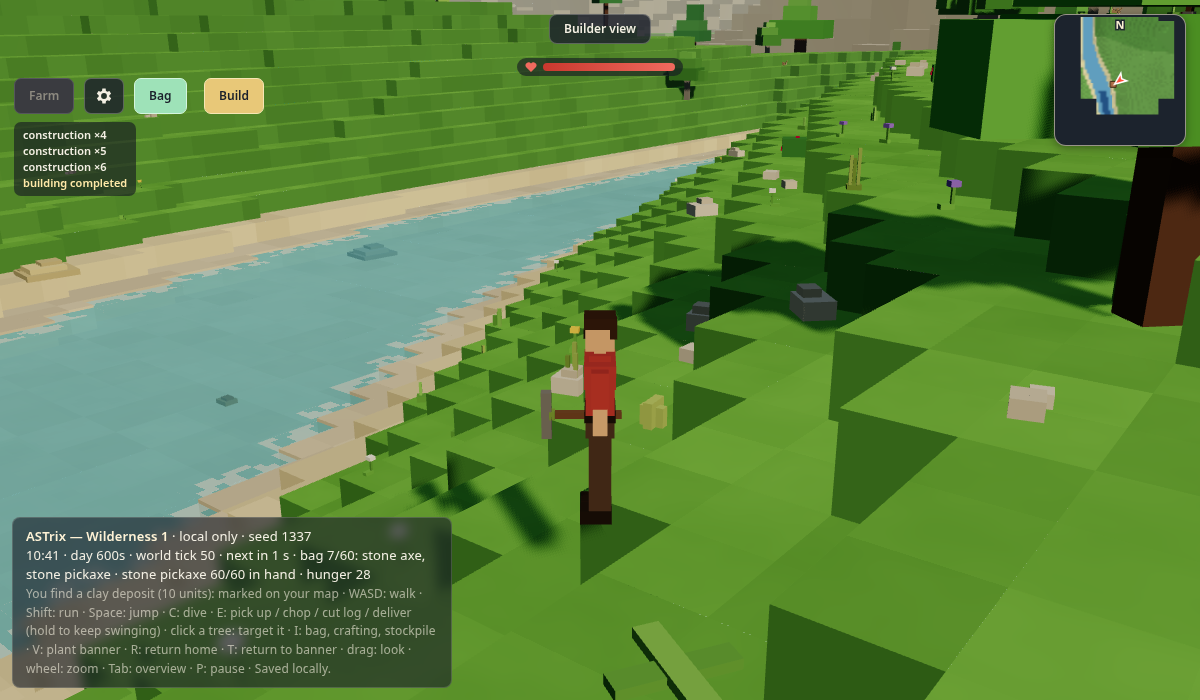 Builder view
N
Farm
Bag
Build
construction ×4
construction ×5
construction ×6
building completed
ASTrix — Wilderness 1 · local only · seed 1337
10:41 · day 600s · world tick 50 · next in 1 s · bag 7/60: stone axe,
stone pickaxe · stone pickaxe 60/60 in hand · hunger 28
You find a clay deposit (10 units): marked on your map · WASD: walk ·
Shift: run · Space: jump · C: dive · E: pick up / chop / cut log / deliver
(hold to keep swinging) · click a tree: target it · I: bag, crafting, stockpile
· V: plant banner · R: return home · T: return to banner · drag: look ·
wheel: zoom · Tab: overview · P: pause · Saved locally.